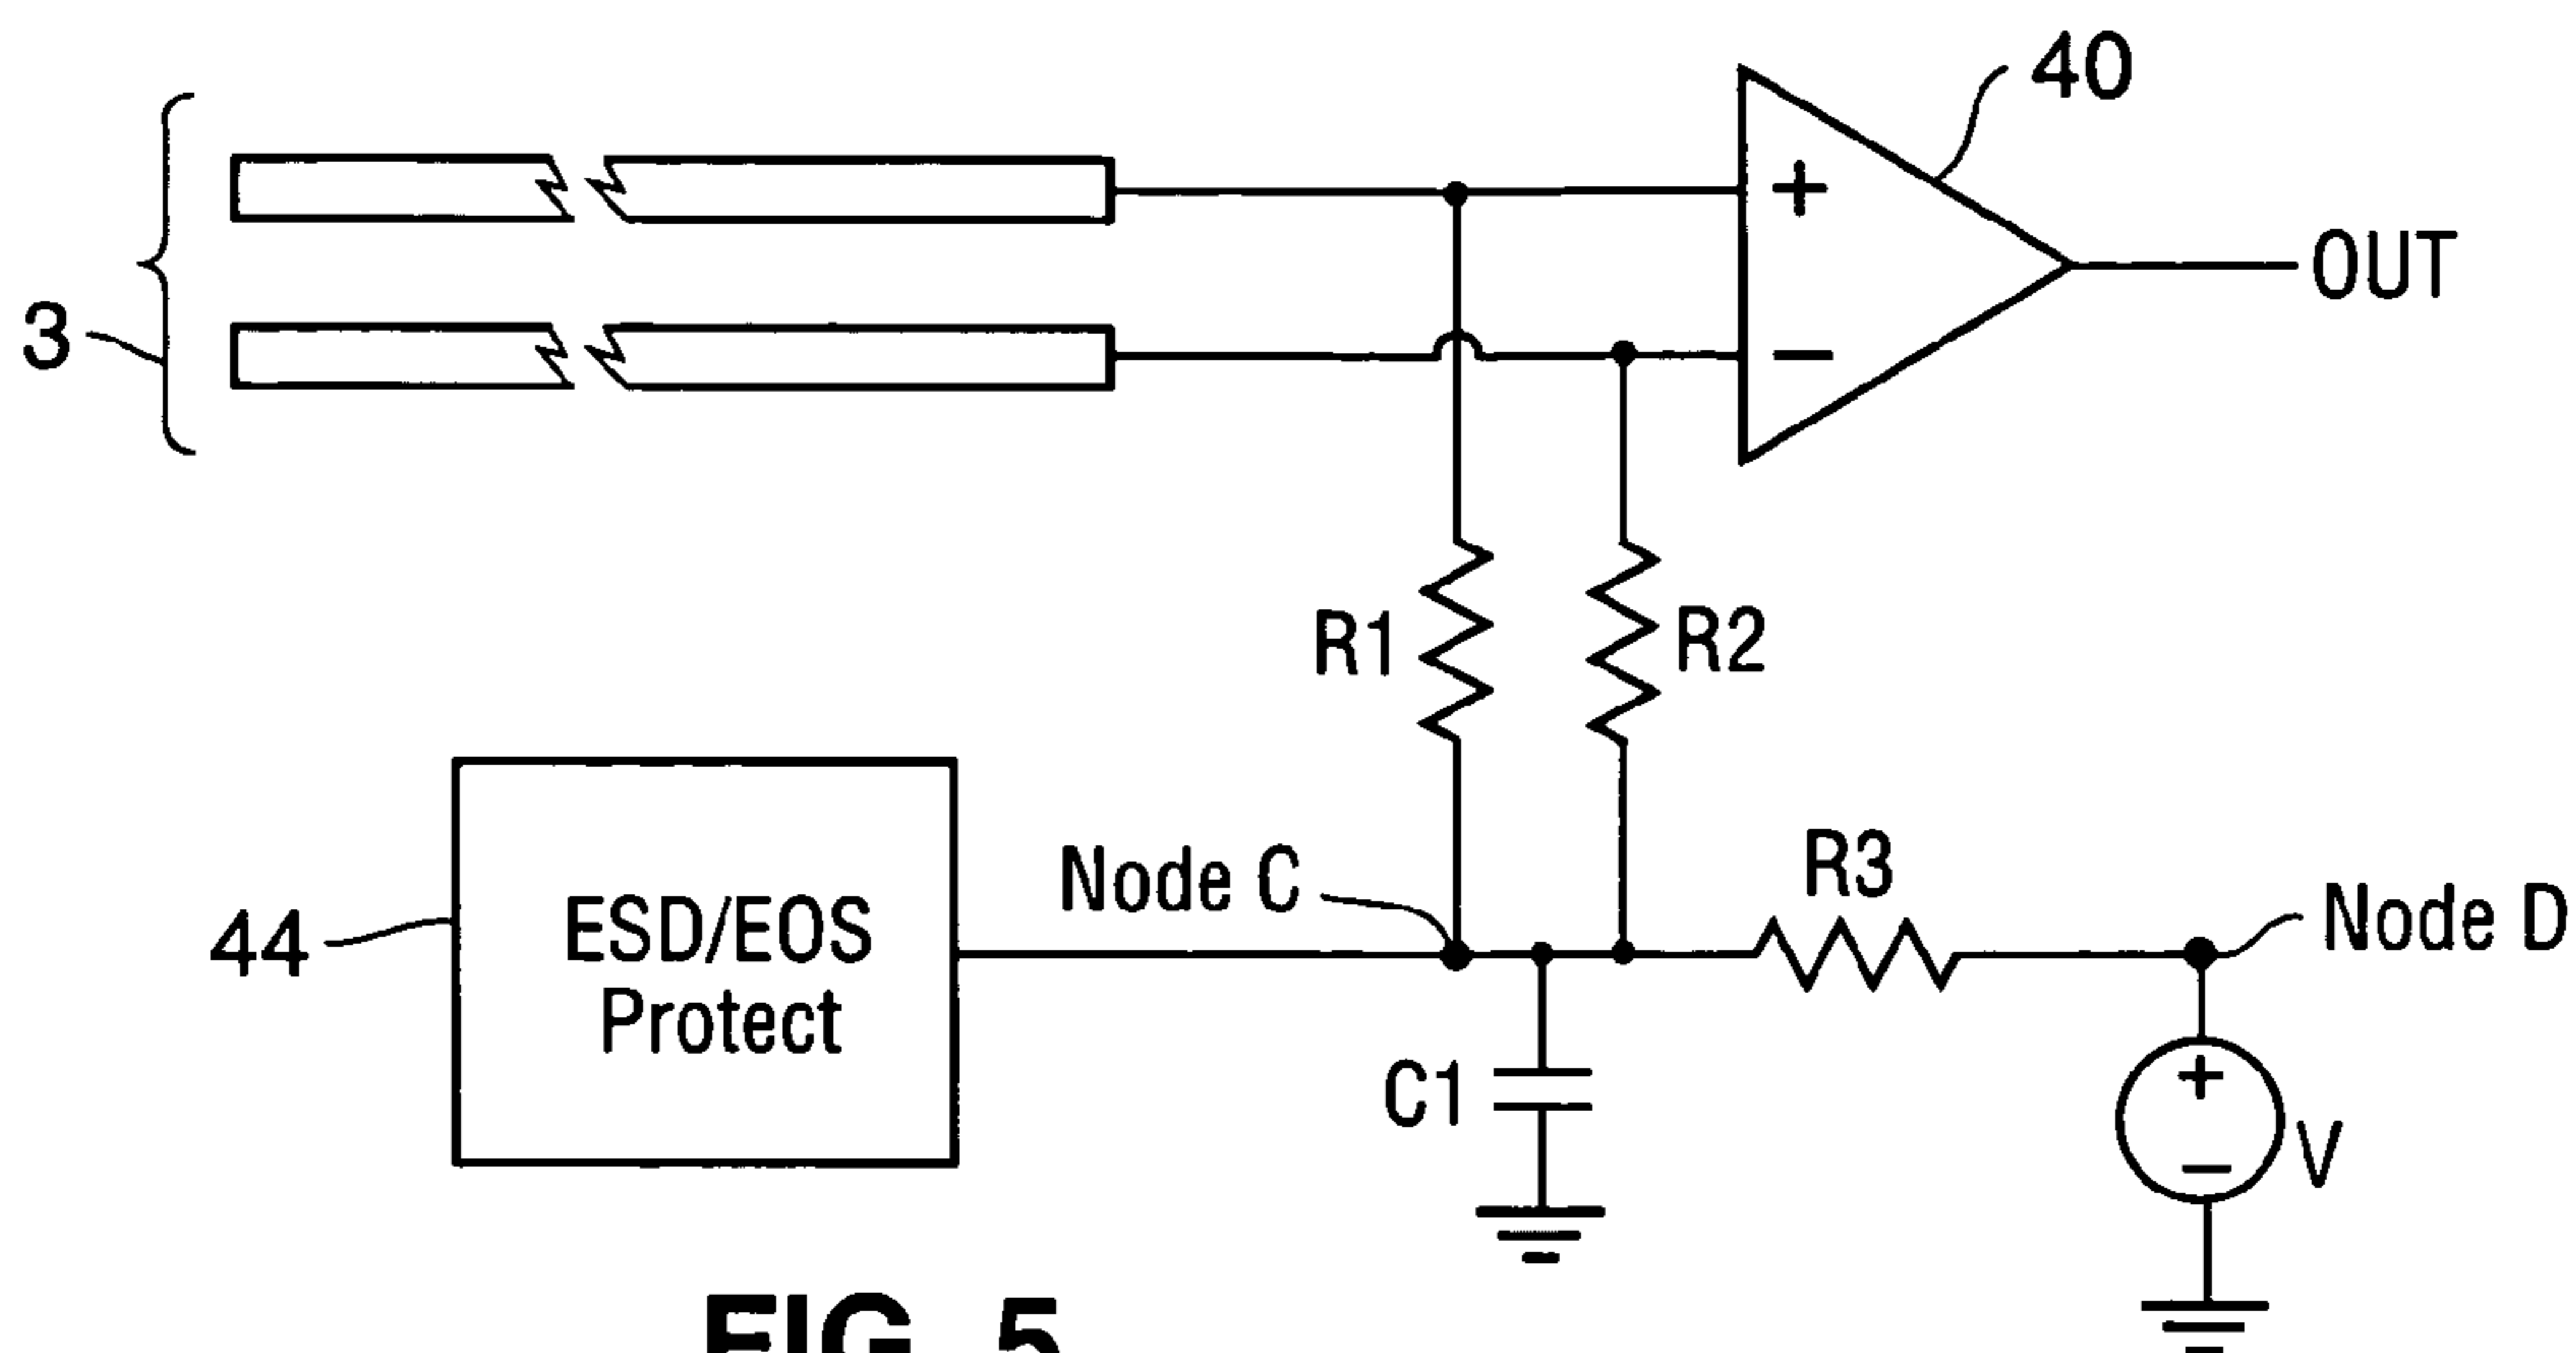 40
+
OUT
3
−
R1
R2
Node C
R3
Node D
44
ESD/EOS
Protect
C1
+
−
V
FIG. 5